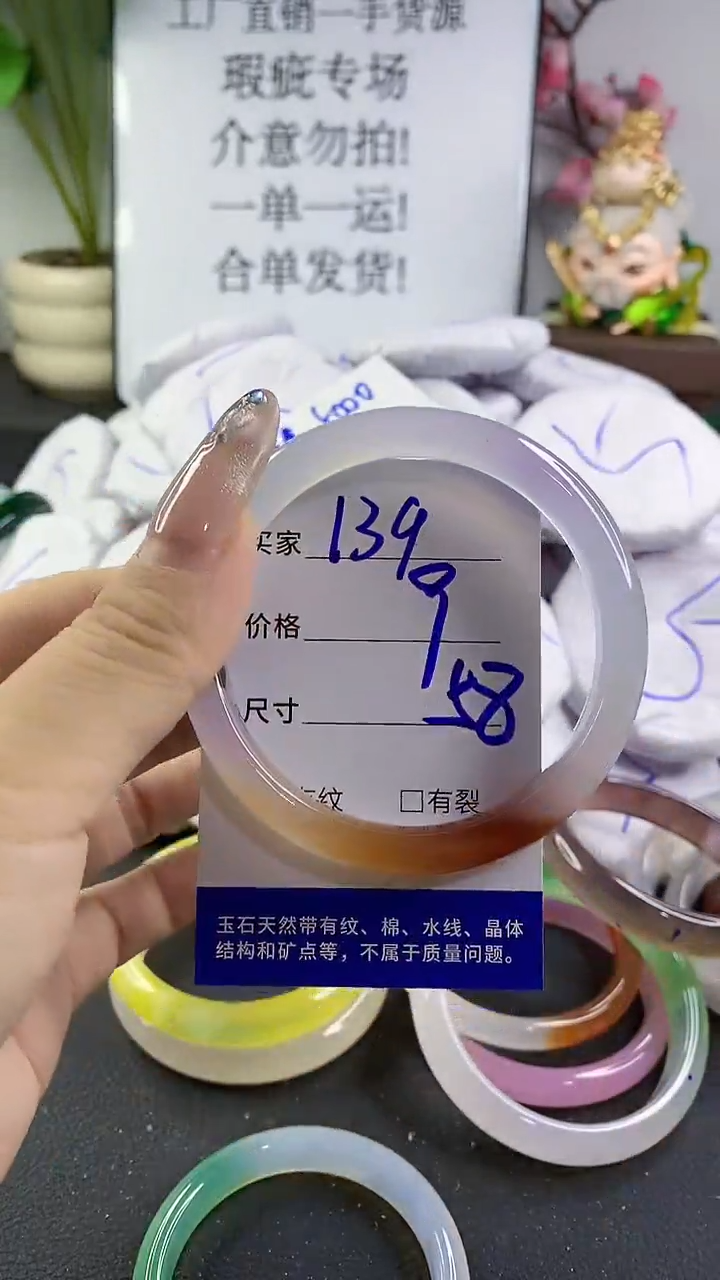 工厂直销一手货源
瑕疵专场
介意勿拍!
一单一运!
合单发货!
买家 139
价格 9
尺寸 58
纹 □有裂
玉石天然带有纹、棉、水线、晶体
结构和矿点等，不属于质量问题。